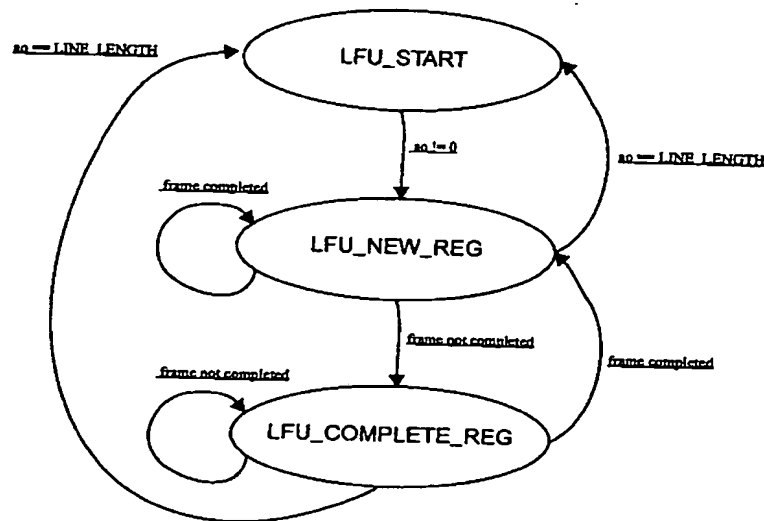 ao == LINE_LENGTH
LFU_START
ao != 0
ao == LINE_LENGTH
frame completed
LFU_NEW_REG
frame not completed
frame completed
frame not completed
LFU_COMPLETE_REG